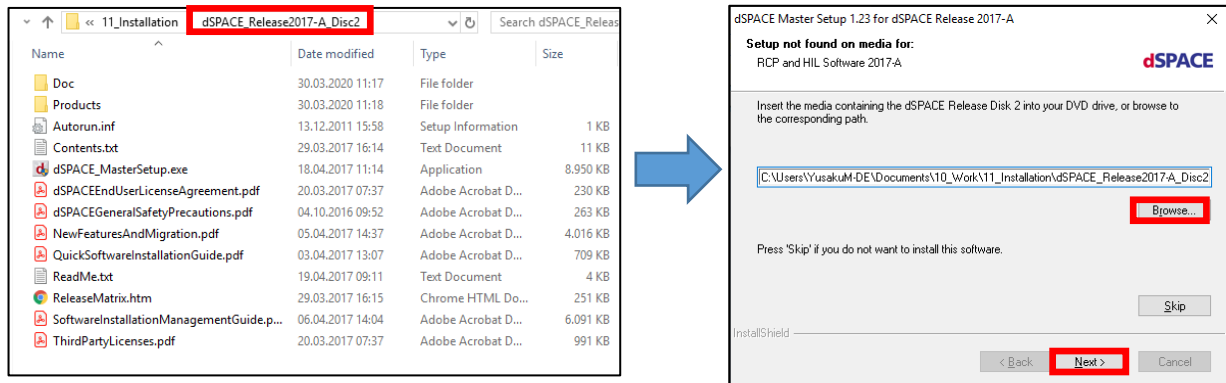 « 11_Installation dSPACE_Release2017-A_Disc2 Search dSPACE_Releas
Name Date modified Type Size
Doc 30.03.2020 11:17 File folder
Products 30.03.2020 11:18 File folder
Autorun.inf 13.12.2011 15:58 Setup Information 1 KB
Contents.txt 29.03.2017 16:14 Text Document 11 KB
dSPACE_MasterSetup.exe 18.04.2017 11:14 Application 8.950 KB
dSPACEEndUserLicenseAgreement.pdf 20.03.2017 07:37 Adobe Acrobat D... 230 KB
dSPACEGeneralSafetyPrecautions.pdf 04.10.2016 09:52 Adobe Acrobat D... 263 KB
NewFeaturesAndMigration.pdf 05.04.2017 14:37 Adobe Acrobat D... 4.016 KB
QuickSoftwareInstallationGuide.pdf 03.04.2017 13:07 Adobe Acrobat D... 709 KB
ReadMe.txt 19.04.2017 09:11 Text Document 4 KB
ReleaseMatrix.htm 29.03.2017 16:15 Chrome HTML Do... 251 KB
SoftwareInstallationManagementGuide.p... 06.04.2017 14:04 Adobe Acrobat D... 6.091 KB
ThirdPartyLicenses.pdf 20.03.2017 07:37 Adobe Acrobat D... 991 KB
dSPACE Master Setup 1.23 for dSPACE Release 2017-A
Setup not found on media for:
RCP and HIL Software 2017-A
dSPACE
Insert the media containing the dSPACE Release Disk 2 into your DVD drive, or browse to
the corresponding path.
C:\Users\YusakuM-DE\Documents\10_Work\11_Installation\dSPACE_Release2017-A_Disc2
Browse...
Press 'Skip' if you do not want to install this software.
Skip
InstallShield
< Back Next > Cancel